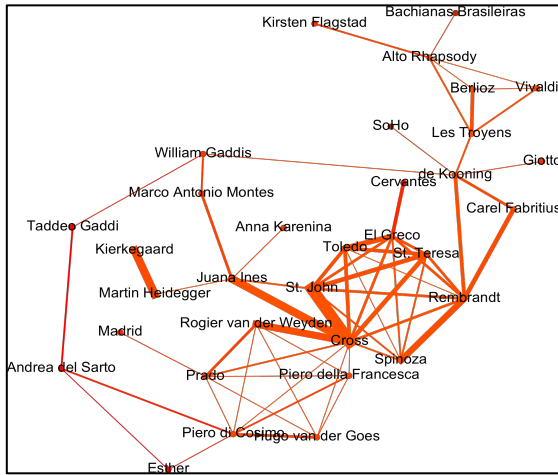 Bachianas Brasileiras
Kirsten Flagstad
Alto Rhapsody
Berlioz
Vivaldi
SoHo
Les Troyens
William Gaddis
Giotto
de Kooning
Cervantes
Marco Antonio Montes
Carel Fabritius
Taddeo Gaddi
Anna Karenina
El Greco
Kierkegaard
Toledo
St. Teresa
Juana Ines
St. John
Martin Heidegger
Rembrandt
Rogier van der Weyden
Madrid
Cross
Spinoza
Andrea del Sarto
Prado
Piero della Francesca
Piero di Cosimo
Hugo van der Goes
Esther